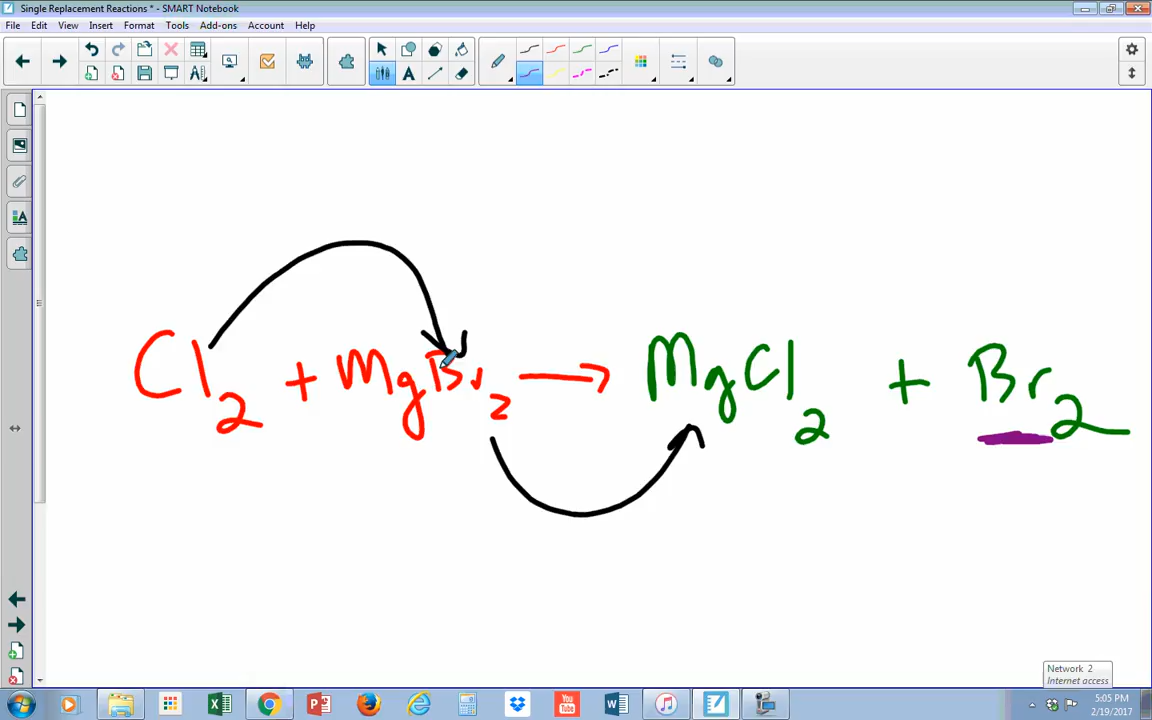 Single Replacement Reactions * - SMART Notebook
File Edit View Insert Format Tools Add-ons Account Help
Cl2 + MgBr2 → MgCl2 + Br2
Network 2
Internet access
5:05 PM
2/19/2017